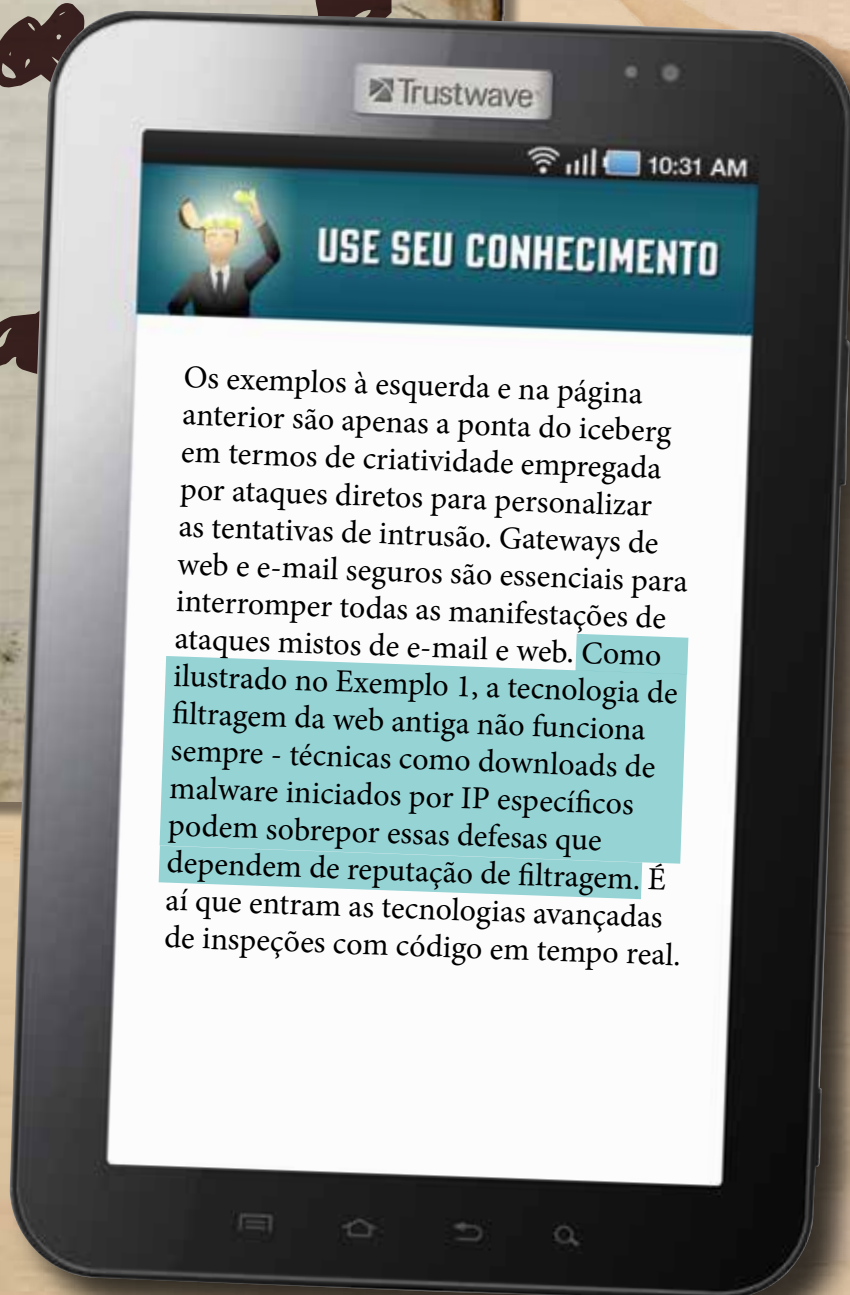 Trustwave
10:31 AM
USE SEU CONHECIMENTO
Os exemplos à esquerda e na página
anterior são apenas a ponta do iceberg
em termos de criatividade empregada
por ataques diretos para personalizar
as tentativas de intrusão. Gateways de
web e e-mail seguros são essenciais para
interromper todas as manifestações de
ataques mistos de e-mail e web. Como
ilustrado no Exemplo 1, a tecnologia de
filtragem da web antiga não funciona
sempre - técnicas como downloads de
malware iniciados por IP específicos
podem sobrepor essas defesas que
dependem de reputação de filtragem. É
aí que entram as tecnologias avançadas
de inspeções com código em tempo real.